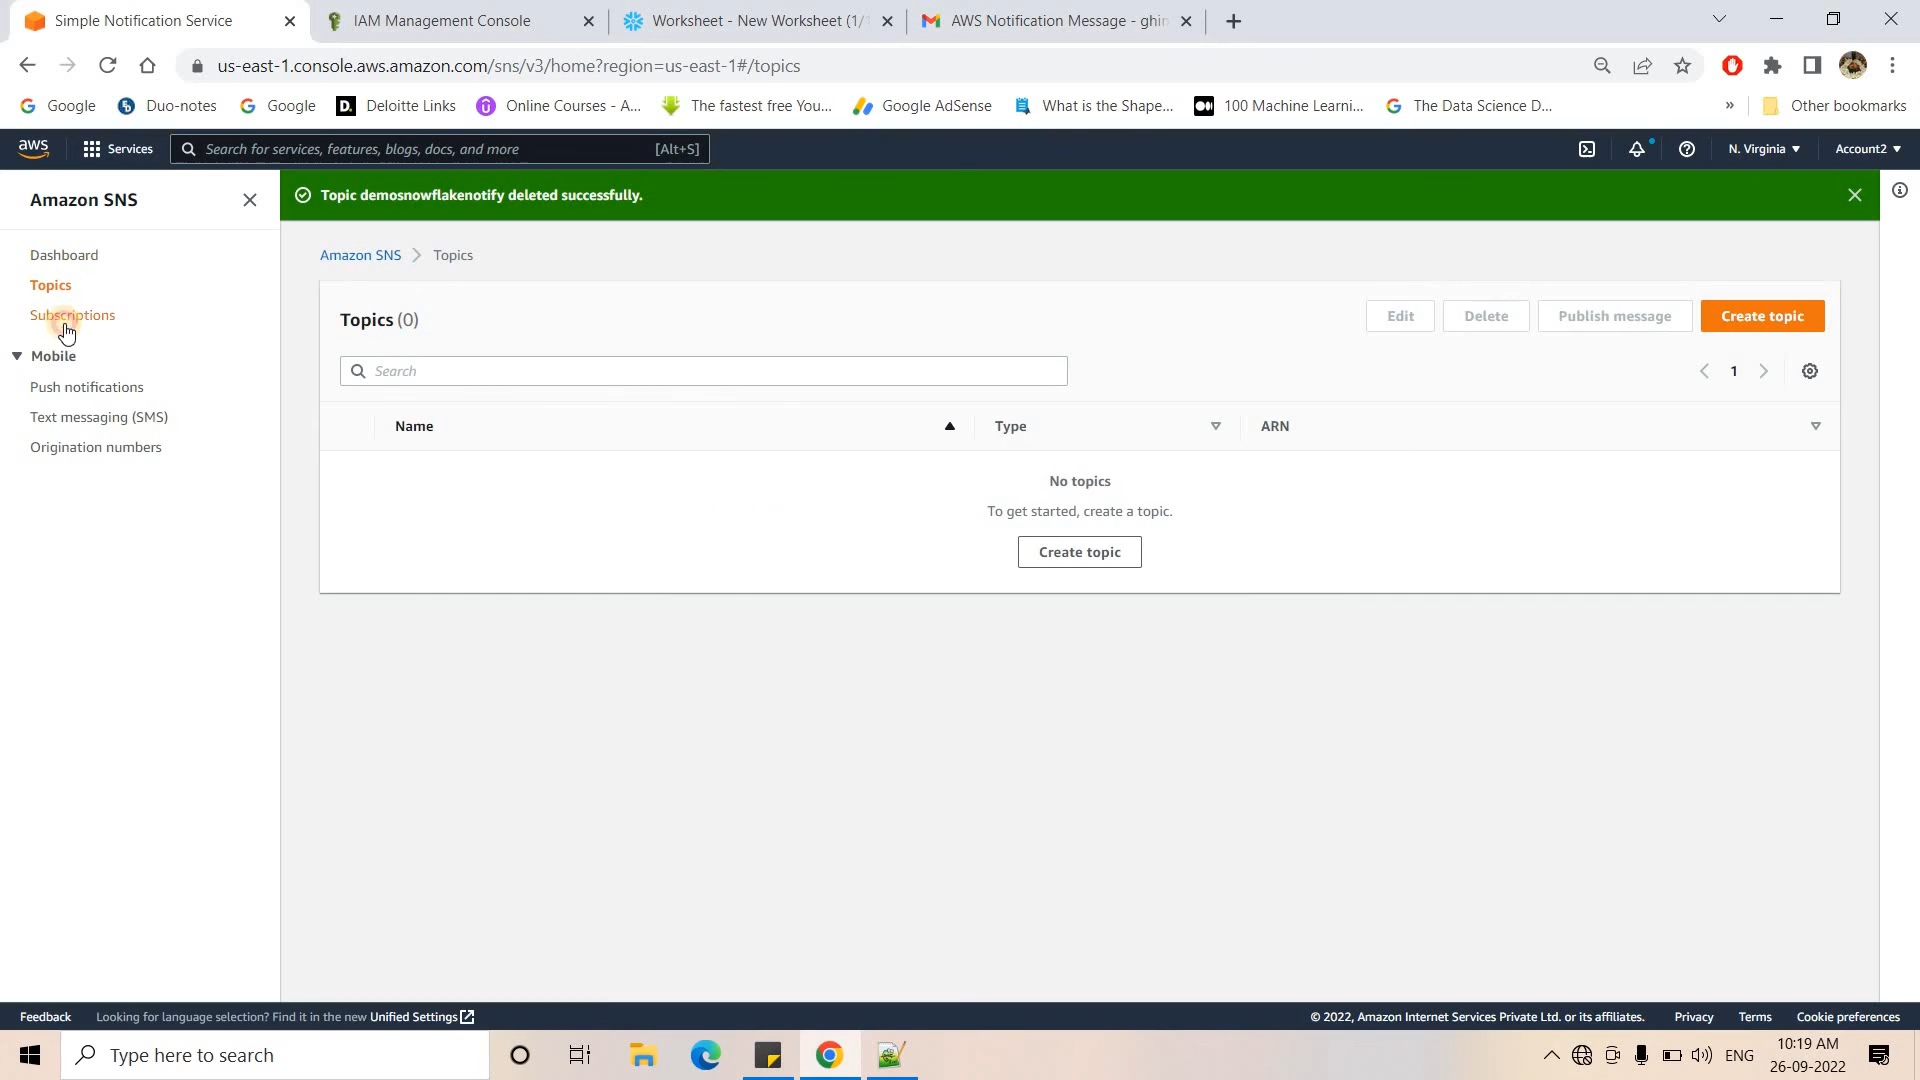 Simple Notification Service
IAM Management Console
Worksheet - New Worksheet (1/1
AWS Notification Message - ghin
us-east-1.console.aws.amazon.com/sns/v3/home?region=us-east-1#/topics
Google
Duo-notes
Google
Deloitte Links
Online Courses - A...
The fastest free You...
Google AdSense
What is the Shape...
100 Machine Learni...
The Data Science D...
»
Other bookmarks
aws
Services
Search for services, features, blogs, docs, and more
[Alt+S]
N. Virginia
Account2
Amazon SNS
Topic demosnowflakenotify deleted successfully.
Dashboard
Topics
Subscriptions
Mobile
Push notifications
Text messaging (SMS)
Origination numbers
Amazon SNS
Topics
Topics (0)
Edit
Delete
Publish message
Create topic
Search
1
Name
Type
ARN
No topics
To get started, create a topic.
Create topic
Feedback
Looking for language selection? Find it in the new Unified Settings
© 2022, Amazon Internet Services Private Ltd. or its affiliates.
Privacy
Terms
Cookie preferences
Type here to search
ENG
10:19 AM
26-09-2022